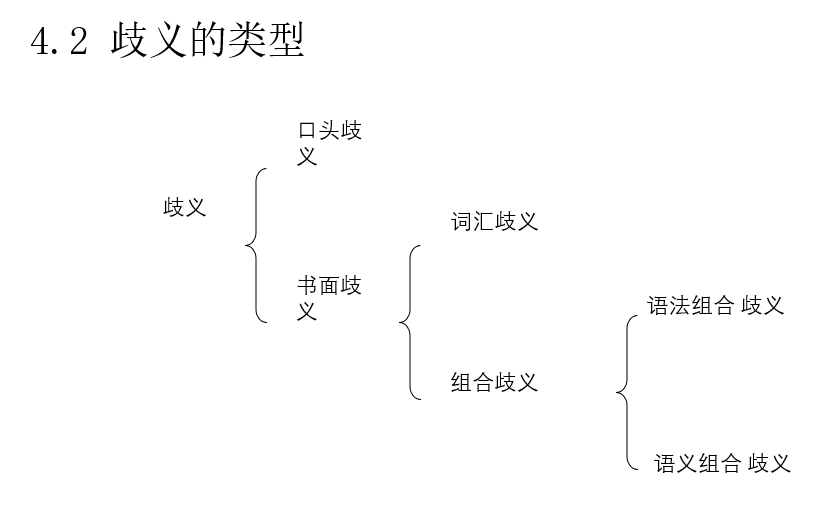 4.2 歧义的类型
口头歧
义
歧义
词汇歧义
书面歧
义
语法组合 歧义
组合歧义
语义组合 歧义